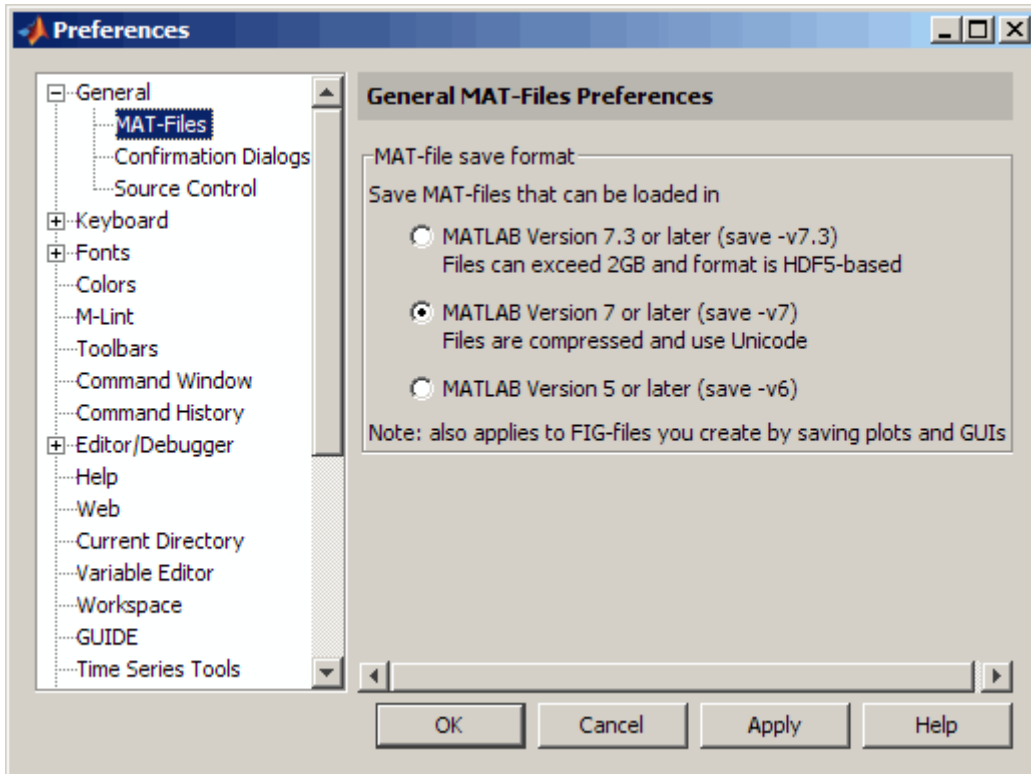 Preferences
General
MAT-Files
Confirmation Dialogs
Source Control
Keyboard
Fonts
Colors
M-Lint
Toolbars
Command Window
Command History
Editor/Debugger
Help
Web
Current Directory
Variable Editor
Workspace
GUIDE
Time Series Tools
General MAT-Files Preferences
MAT-file save format
Save MAT-files that can be loaded in
MATLAB Version 7.3 or later (save -v7.3)
Files can exceed 2GB and format is HDF5-based
MATLAB Version 7 or later (save -v7)
Files are compressed and use Unicode
MATLAB Version 5 or later (save -v6)
Note: also applies to FIG-files you create by saving plots and GUIs
OK
Cancel
Apply
Help